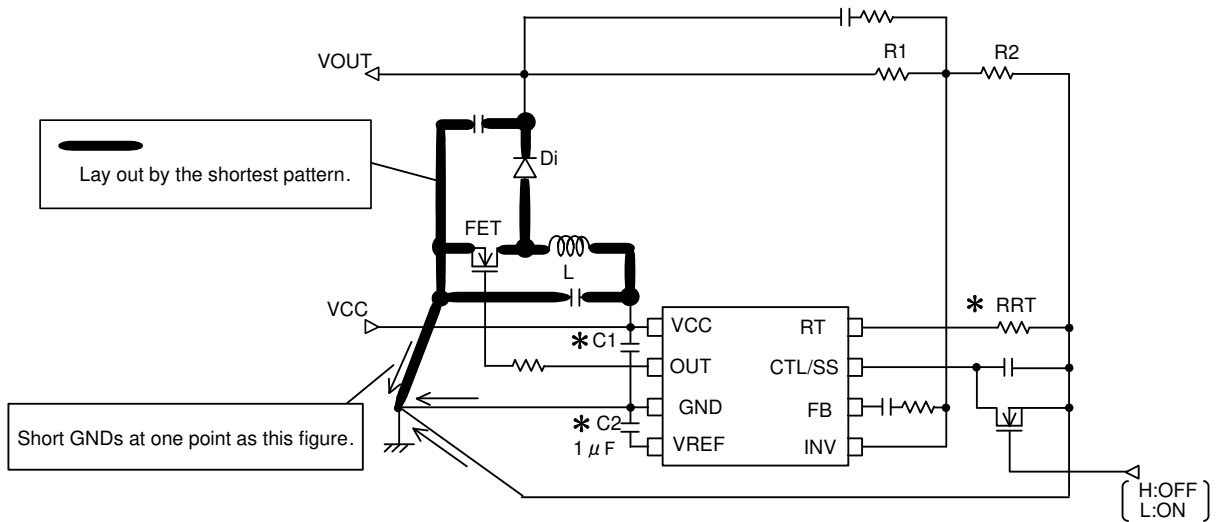 VOUT
R1
R2
Lay out by the shortest pattern.
Di
FET
L
VCC
* C1
VCC
RT
* RRT
OUT
CTL/SS
GND
FB
* C2
1 μF
VREF
INV
Short GNDs at one point as this figure.
H:OFF
L:ON